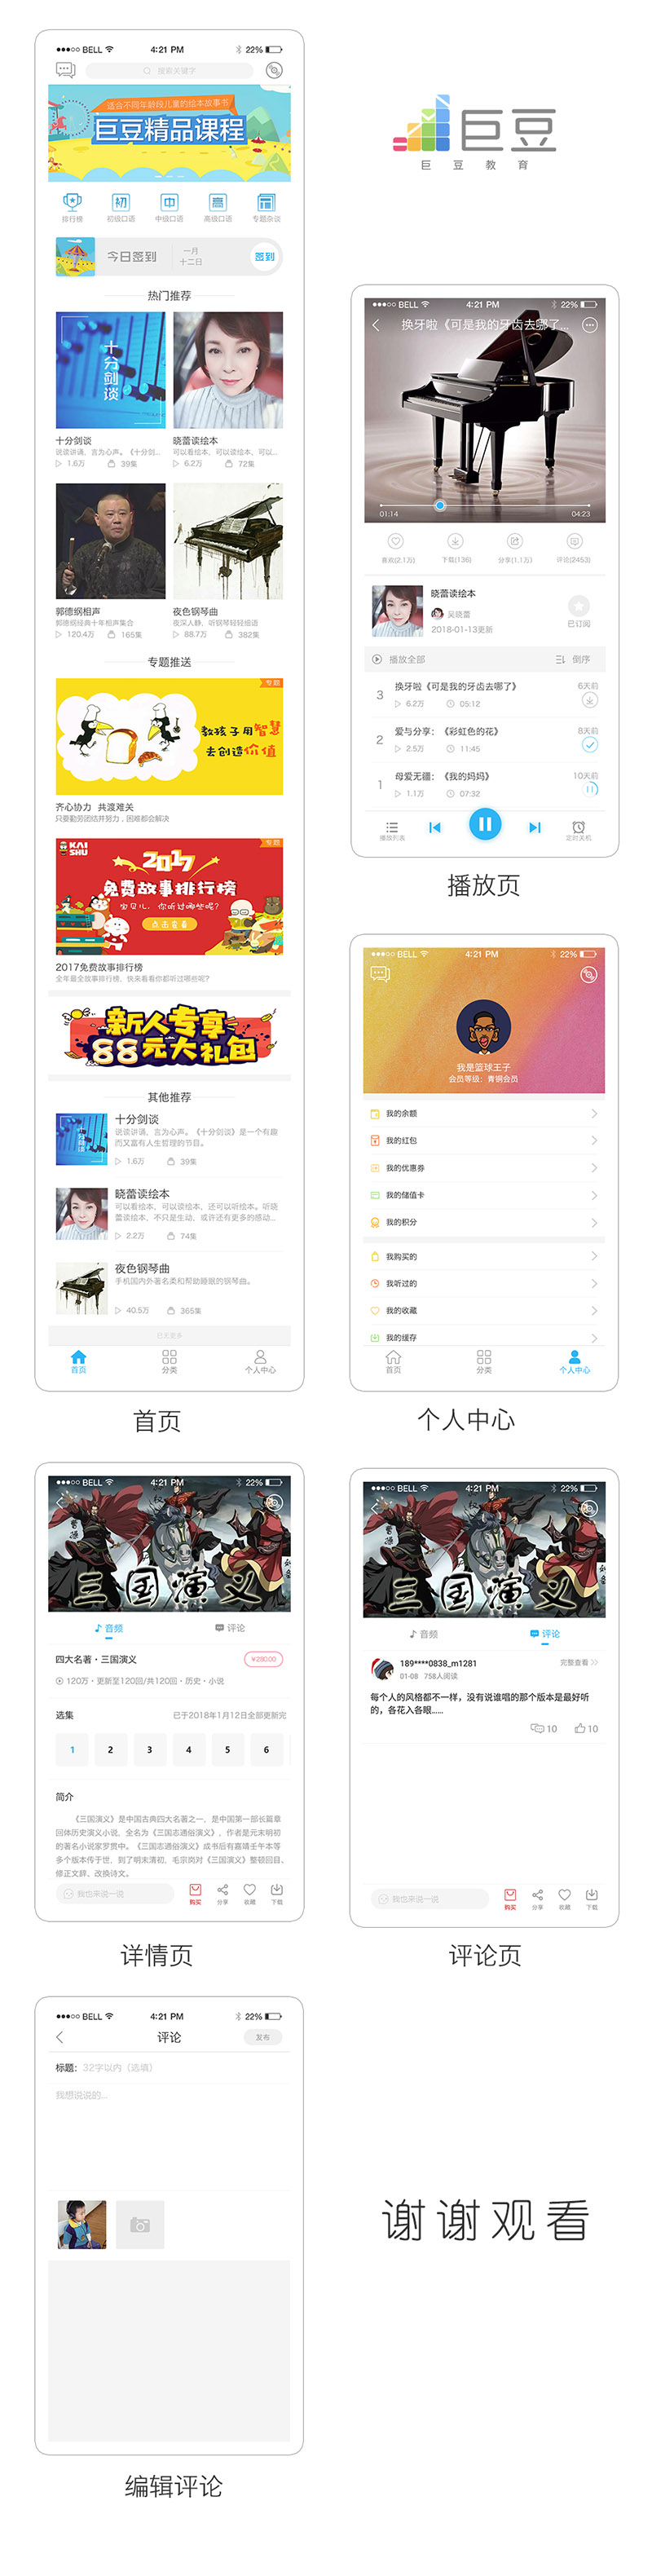 ●●●○○ BELL 4:21 PM 22%
搜索关键字
适合不同年龄段儿童的绘本故事书
巨豆精品课程
初 中 高
排行榜 初级口语 中级口语 高级口语 专题杂谈
今日签到 一月 十二日 签到
热门推荐
十分剑谈
十分剑谈 晓蕾读绘本
说谈讲诵，言为心声。《十分剑... 可以看绘本，可以读绘本，可以...
1.6万 39集 6.2万 72集
郭德纲相声 夜色钢琴曲
郭德纲经典十年相声集合 夜深人静，听钢琴轻轻组造
120.4万 165集 88.7万 382集
专题推送
专题
教孩子用智慧
去创造价值
齐心协力 共渡难关
只要勤劳团结并努力，困难都会解决
KAI SHU 专题
2017
免费故事排行榜
宝贝儿，你听过哪些呢？
点击查看
2017免费故事排行榜
全年最全故事排行榜，快来看看你都听过哪些呢？
新人专享
88元大礼包
其他推荐
十分剑谈
说谈讲诵，言为心声。《十分剑谈》是一个有趣
而又富有人生哲理的节目。
1.6万 39集
晓蕾读绘本
可以看绘本，可以读绘本，还可以听绘本。听晓
蕾读绘本，不只是生动，或许还有更多的感动...
2.2万 74集
夜色钢琴曲
手机国内外著名柔和帮助睡眠的钢琴曲。
40.5万 365集
已无更多
首页 分类 个人中心
首页
巨豆
巨豆教育
●●●○○ BELL 4:21 PM 22%
换牙啦《可是我的牙齿去哪了...
01:14 04:23
喜欢(2.1万) 下载(136) 分享(1.1万) 评论(2453)
晓蕾读绘本
吴晓蕾
2018-01-13更新
已订阅
播放全部 倒序
3 换牙啦《可是我的牙齿去哪了》 6天前
6.2万 05:12
2 爱与分享：《彩虹色的花》 8天前
2.5万 11:45
1 母爱无疆：《我的妈妈》 10天前
1.1万 07:32
播放列表 定时关机
播放页
●●●○○ BELL 4:21 PM 22%
我是篮球王子
会员等级：青铜会员
我的余额
我的红包
我的优惠券
我的储值卡
我的积分
我购买的
我听过的
我的收藏
我的缓存
首页 分类 个人中心
个人中心
●●●○○ BELL 4:21 PM 22%
三国演义
音频 评论
四大名著·三国演义 ¥280.00
120万·更新至120回/共120回·历史·小说
选集 已于2018年1月12日全部更新完
1 2 3 4 5 6
简介
《三国演义》是中国古典四大名著之一，是中国第一部长篇章
回体历史演义小说，全名为《三国志通俗演义》，作者是元末明初
的著名小说家罗贯中。《三国志通俗演义》成书后有嘉靖壬午本等
多个版本传于世，到了明末清初，毛宗岗对《三国演义》整顿回目、
修正文辞、改换诗文。
我也来说一说 购买 分享 收藏 下载
详情页
●●●○○ BELL 4:21 PM 22%
三国演义
音频 评论
189****0838_m1281 完整查看
01-08 758人阅读
每个人的风格都不一样，没有说谁唱的那个版本是最好听
的，各花入各眼......
10 10
我也来说一说 购买 分享 收藏 下载
评论页
●●●○○ BELL 4:21 PM 22%
评论 发布
标题：32字以内（选填）
我想说说的...
编辑评论
谢谢观看